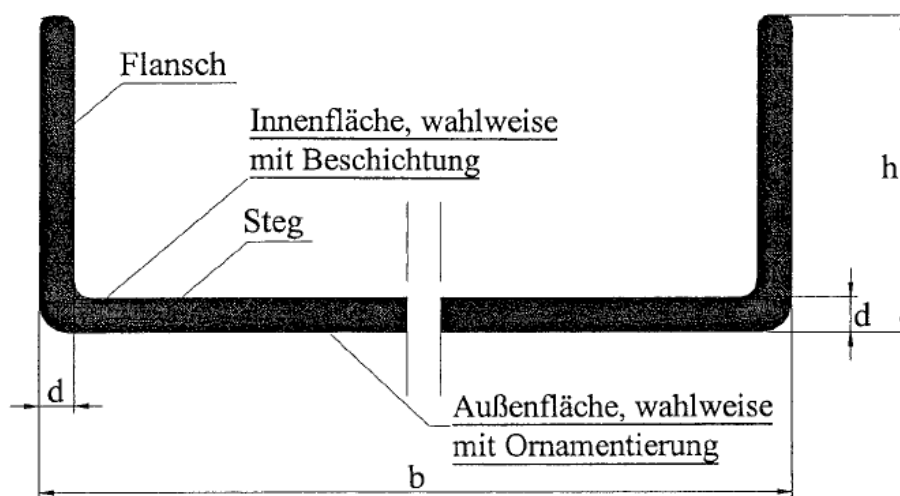 Flansch
Innenfläche, wahlweise
mit Beschichtung
h
Steg
d
d
Außenfläche, wahlweise
mit Ornamentierung
b